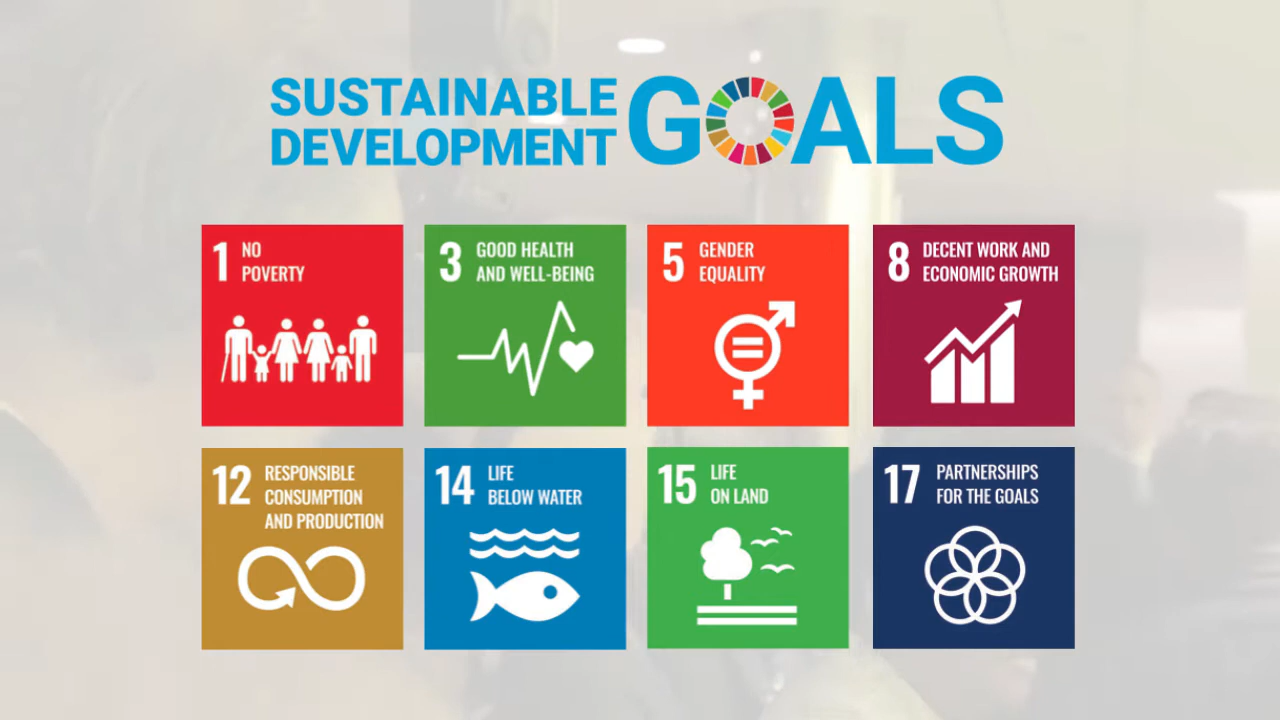 SUSTAINABLE
DEVELOPMENT
GOALS
1 NO
POVERTY
3 GOOD HEALTH
AND WELL-BEING
5 GENDER
EQUALITY
8 DECENT WORK AND
ECONOMIC GROWTH
12 RESPONSIBLE
CONSUMPTION
AND PRODUCTION
14 LIFE
BELOW WATER
15 LIFE
ON LAND
17 PARTNERSHIPS
FOR THE GOALS